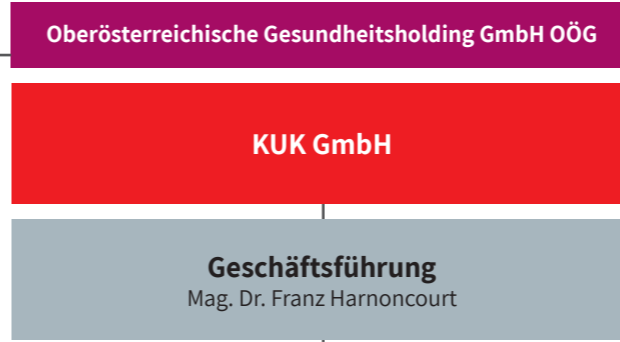 Oberösterreichische Gesundheitsholding GmbH OÖG
KUK GmbH
Geschäftsführung
Mag. Dr. Franz Harnoncourt